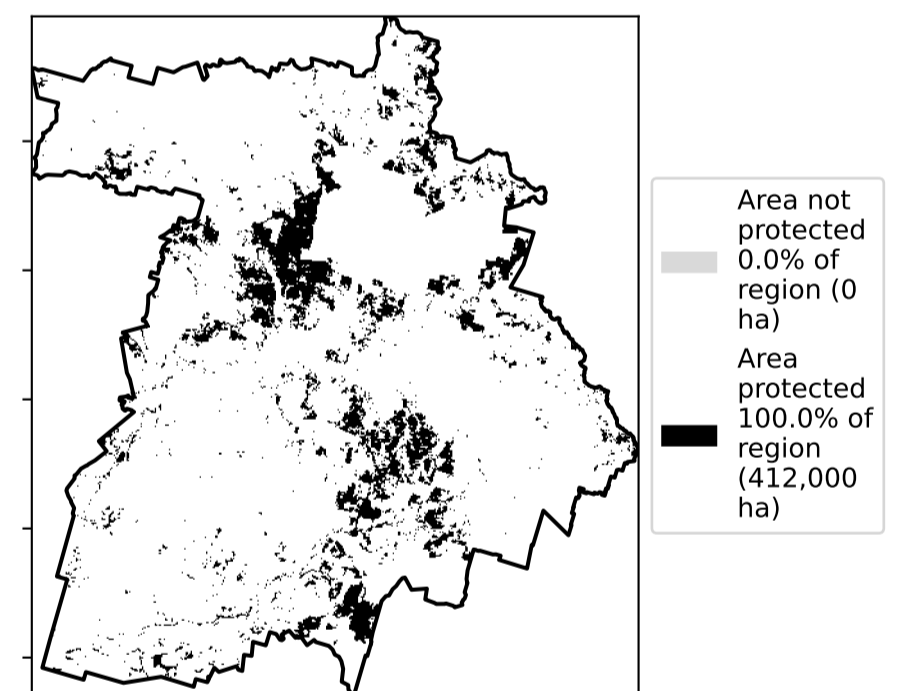 Area not
protected
0.0% of
region (0
ha)
Area
protected
100.0% of
region
(412,000
ha)